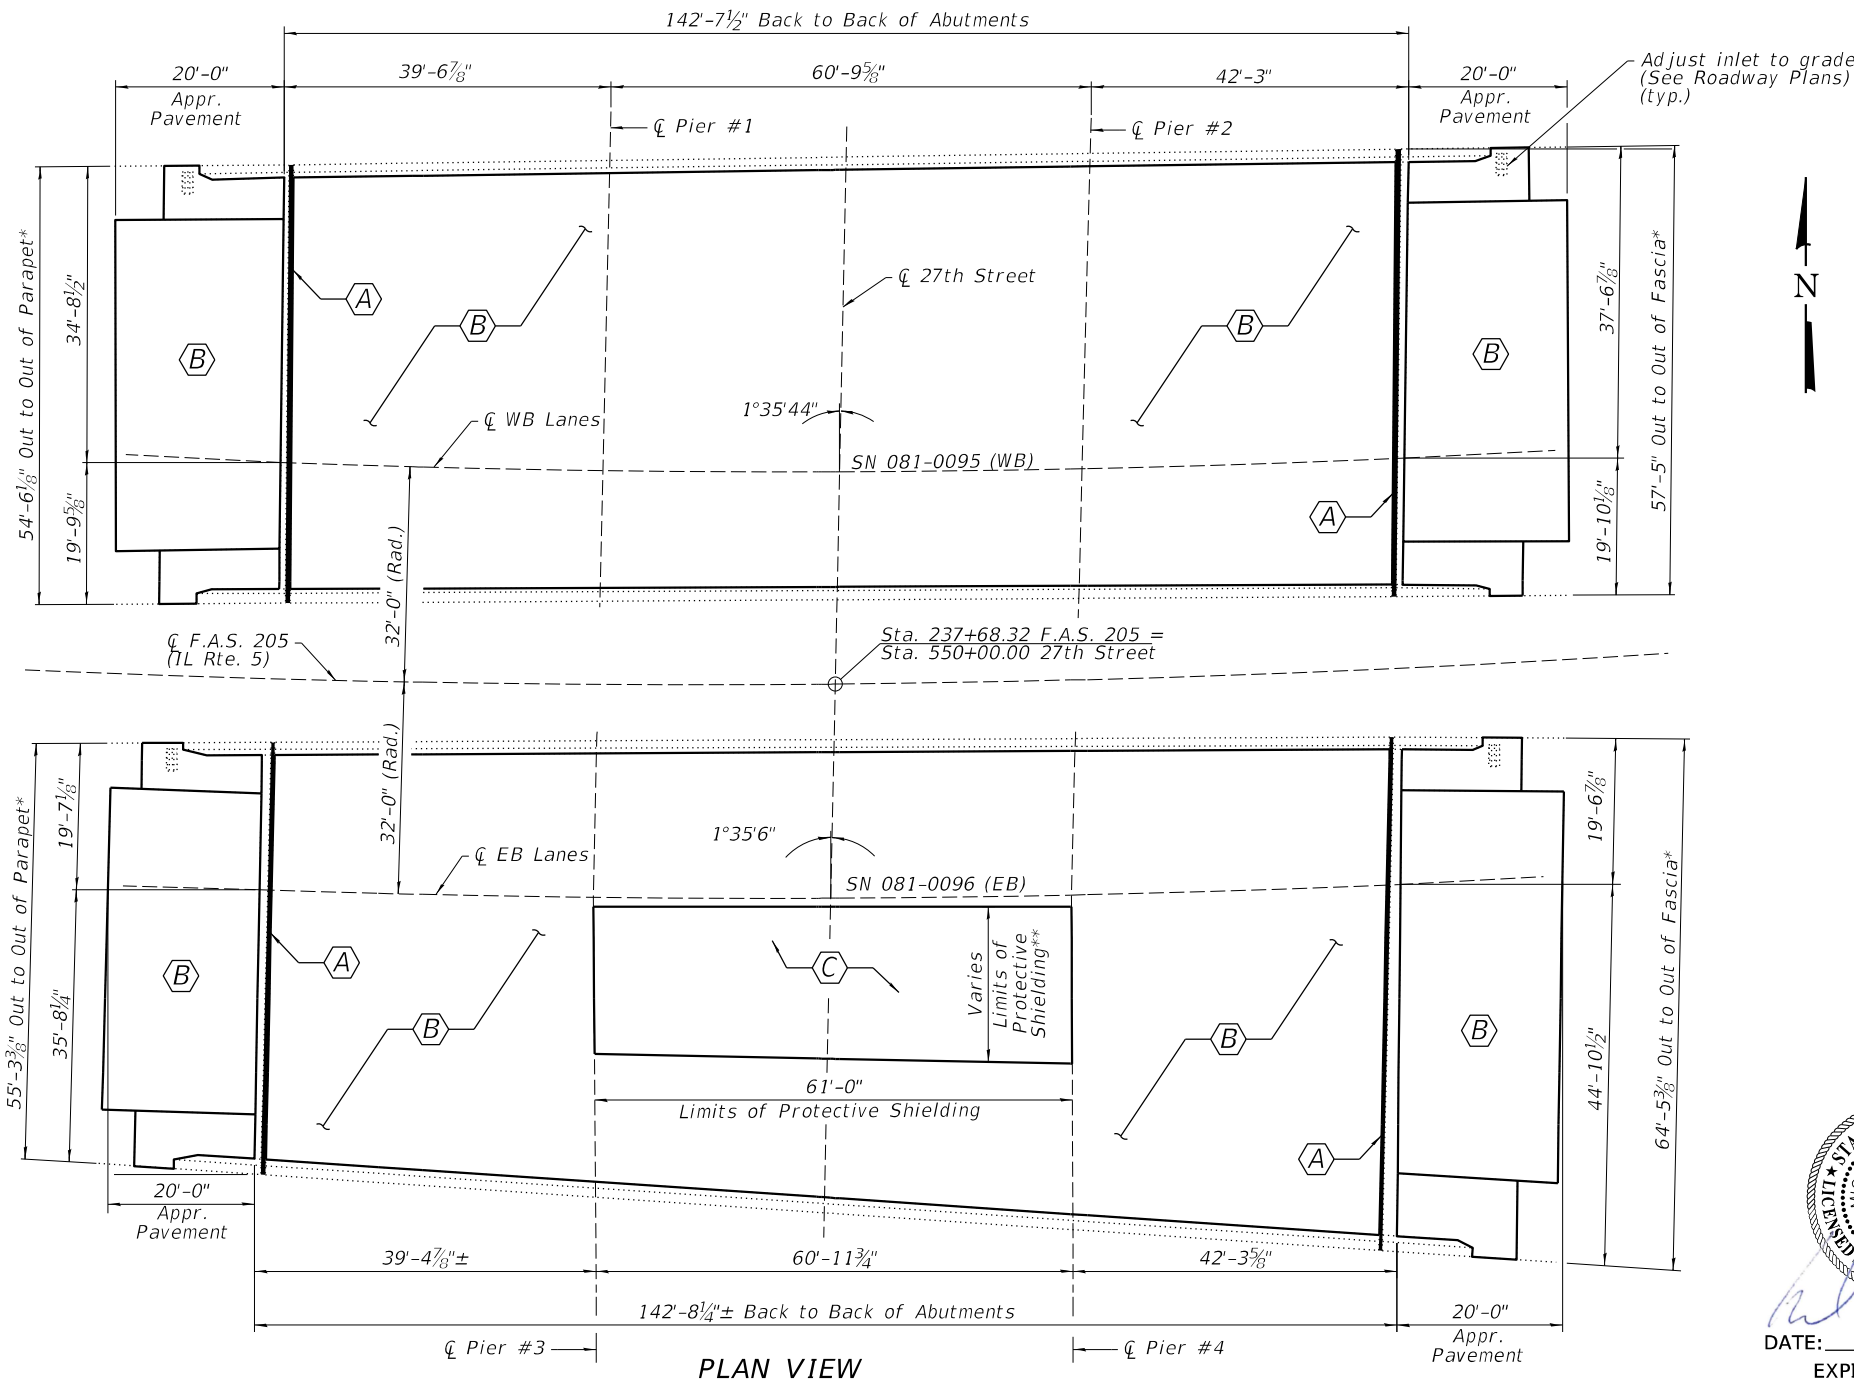 142'-7½" Back to Back of Abutments
20'-0"
Appr.
Pavement
39'-6⅞"
60'-9⅝"
42'-3"
20'-0"
Appr.
Pavement
Adjust inlet to grade
(See Roadway Plans)
(typ.)
℄ Pier #1
℄ Pier #2
℄ 27th Street
54'-6⅛" Out to Out of Parapet*
34'-8½"
19'-9⅝"
A
B
B
B
B
37'-6⅞"
19'-10⅛"
57'-5" Out to Out of Fascia*
N
1°35'44"
℄ WB Lanes
SN 081-0095 (WB)
A
32'-0" (Rad.)
℄ F.A.S. 205
(IL Rte. 5)
Sta. 237+68.32 F.A.S. 205 =
Sta. 550+00.00 27th Street
32'-0" (Rad.)
55'-3⅜" Out to Out of Parapet*
19'-7⅛"
35'-8¼"
1°35'6"
℄ EB Lanes
SN 081-0096 (EB)
19'-6⅞"
44'-10½"
64'-5⅜" Out to Out of Fascia*
A
B
B
C
Varies
Limits of
Protective
Shielding**
B
B
61'-0"
Limits of Protective Shielding
A
20'-0"
Appr.
Pavement
39'-4⅞"±
60'-11¾"
42'-3⅝"
142'-8¼"± Back to Back of Abutments
20'-0"
Appr.
Pavement
℄ Pier #3
℄ Pier #4
PLAN VIEW
LICENSED
DATE: